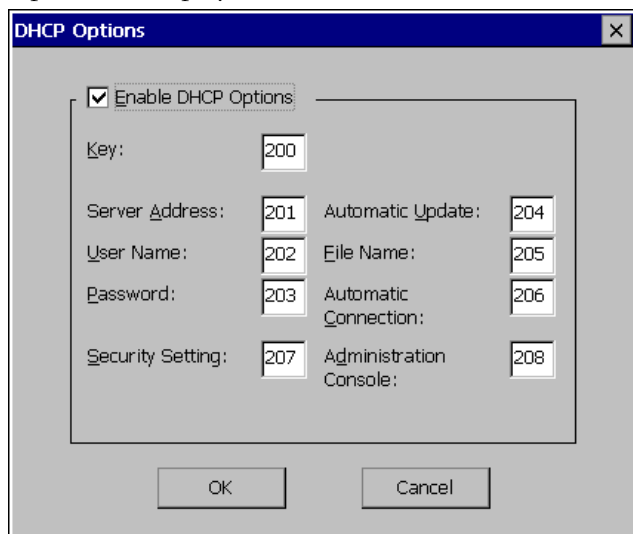 DHCP Options
Enable DHCP Options
Key: 200
Server Address: 201 Automatic Update: 204
User Name: 202 File Name: 205
Password: 203 Automatic Connection: 206
Security Setting: 207 Administration Console: 208
OK Cancel